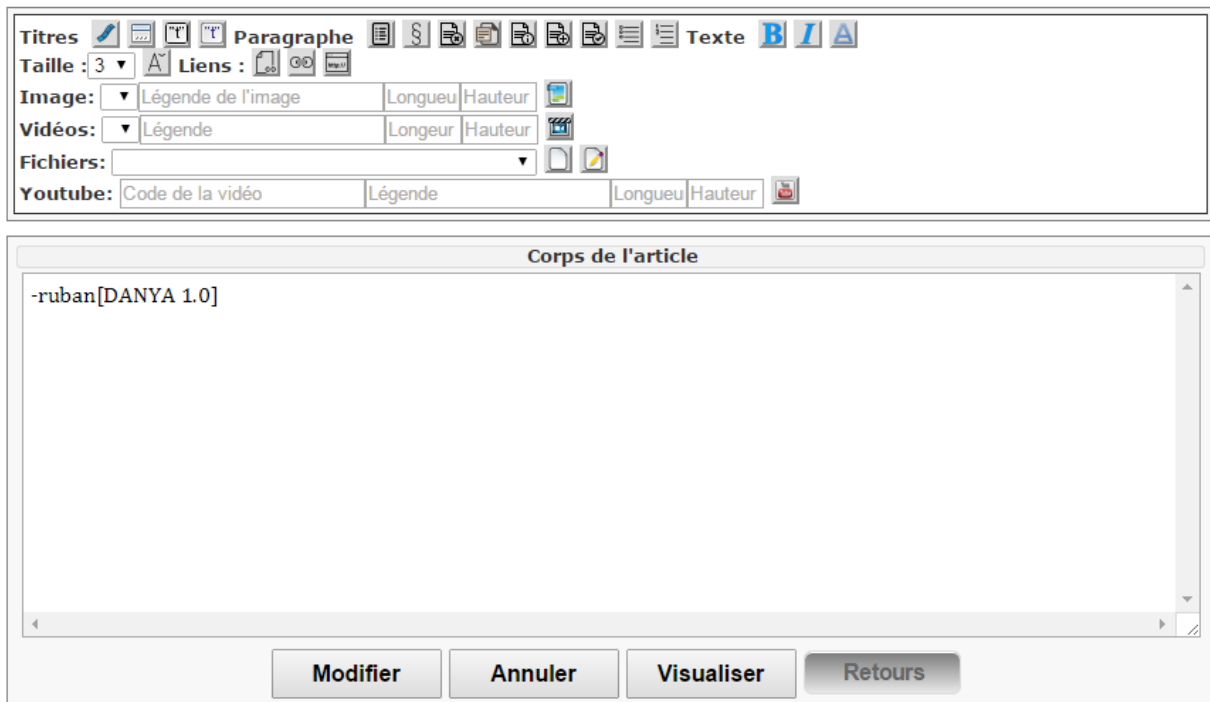 Titres "t" "t" Paragraphe § Texte B I A
Taille : 3 A Liens : http://
Image: Légende de l'image Longueu Hauteur
Vidéos: Légende Longeur Hauteur
Fichiers:
Youtube: Code de la vidéo Légende Longueu Hauteur
Corps de l'article
-ruban[DANYA 1.0]
Modifier Annuler Visualiser Retours